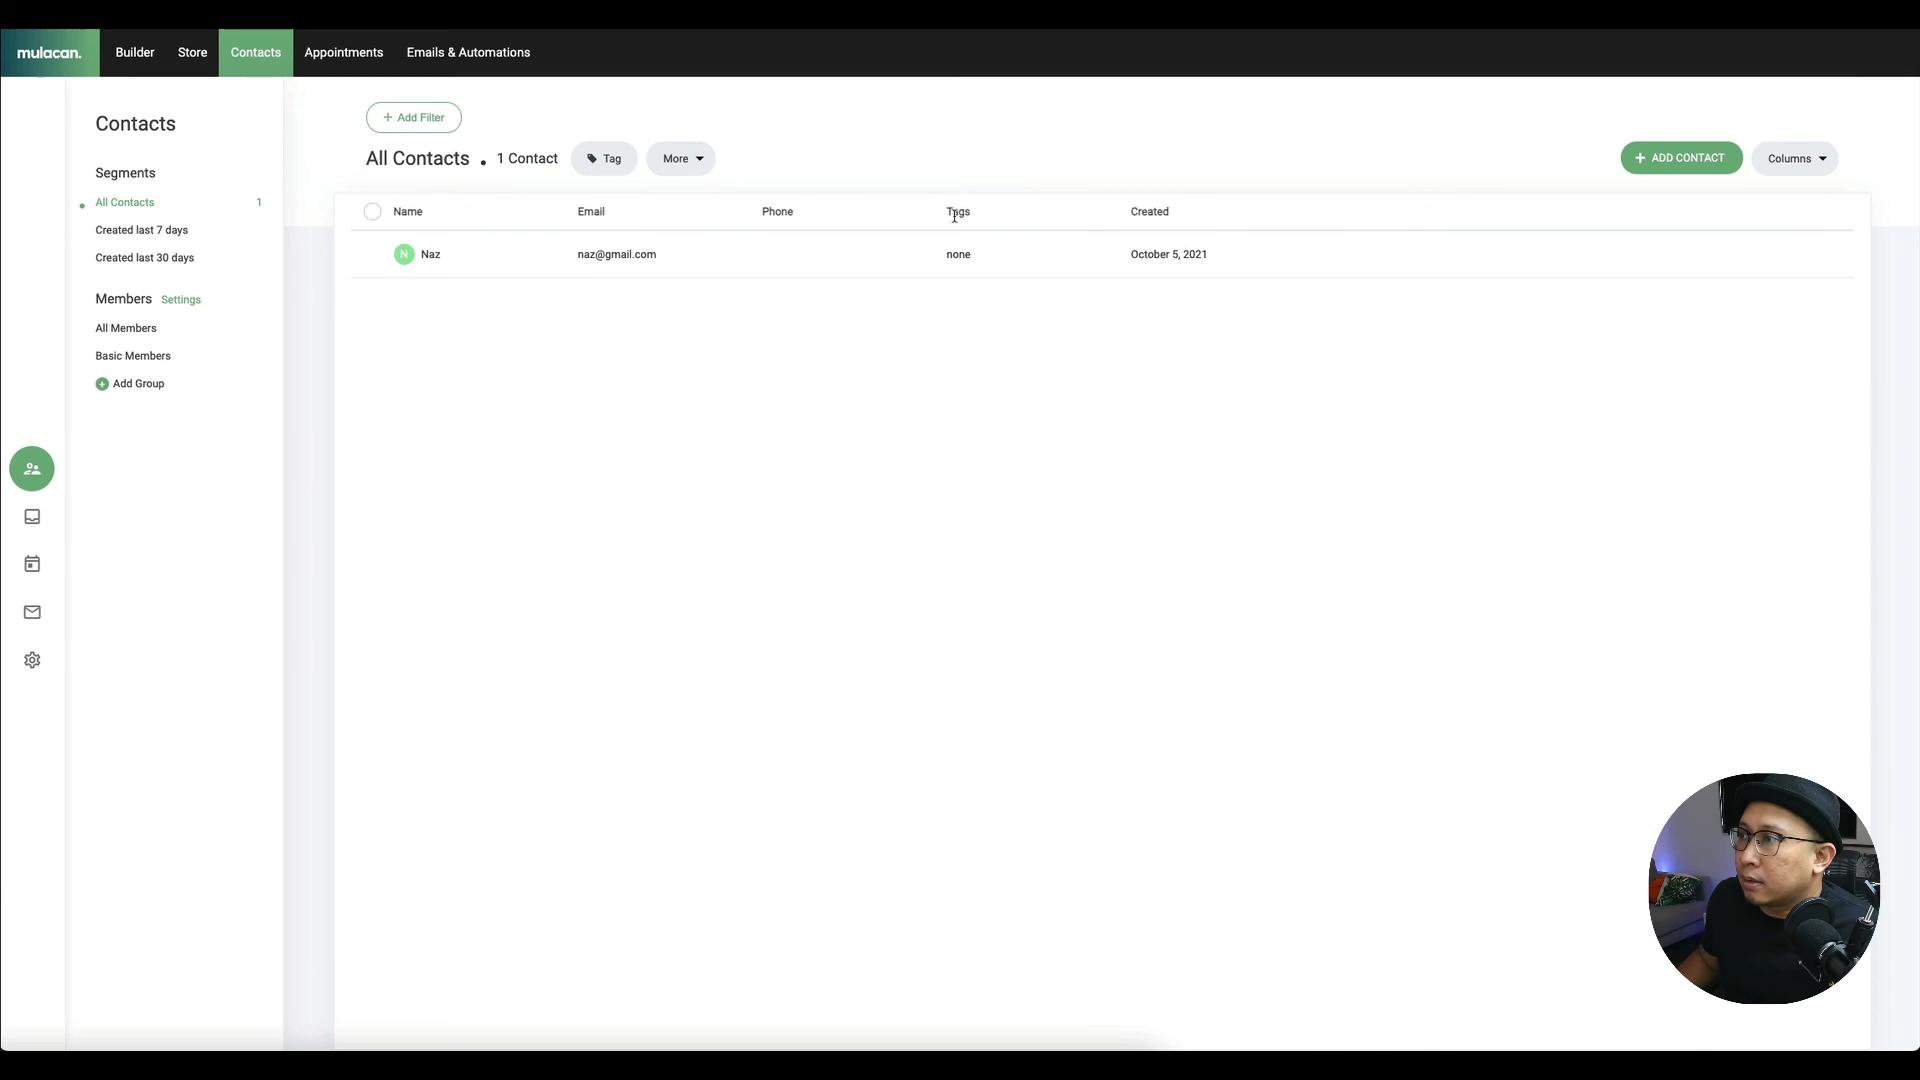 mulacan. Builder Store Contacts Appointments Emails & Automations
Contacts
Segments
All Contacts 1
Created last 7 days
Created last 30 days
Members Settings
All Members
Basic Members
+ Add Group
+ Add Filter
All Contacts • 1 Contact Tag More
+ ADD CONTACT Columns
Name Email Phone Tags Created
N Naz naz@gmail.com none October 5, 2021